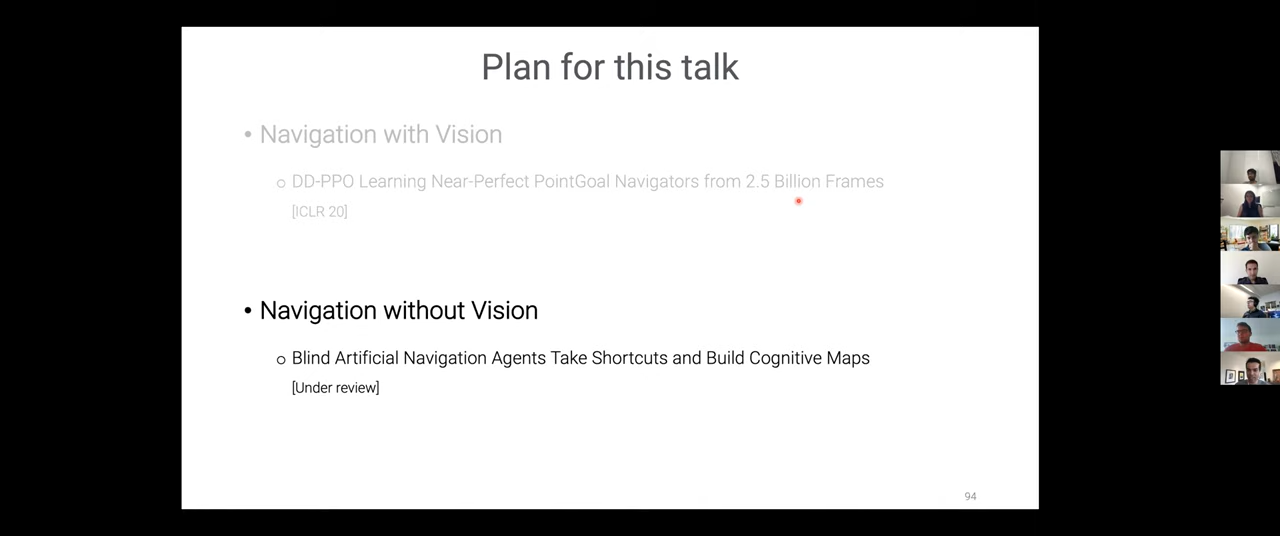 Plan for this talk
• Navigation with Vision
o DD-PPO Learning Near-Perfect PointGoal Navigators from 2.5 Billion Frames
[ICLR 20]
• Navigation without Vision
o Blind Artificial Navigation Agents Take Shortcuts and Build Cognitive Maps
[Under review]
94